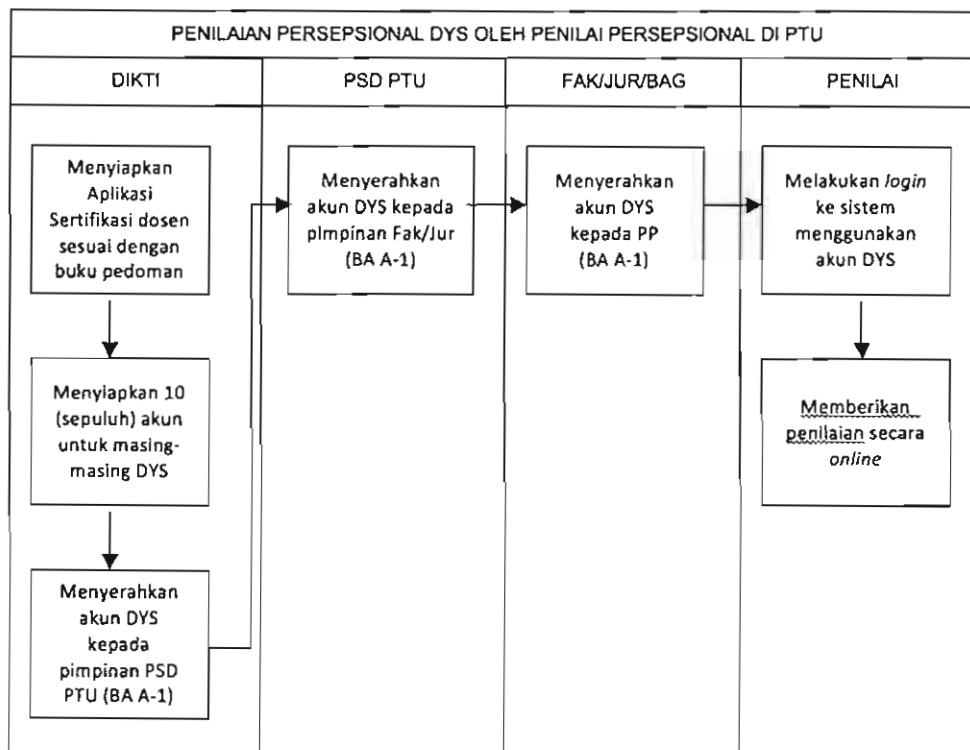 PENILAIAN PERSEPSIONAL DYS OLEH PENILAI PERSEPSIONAL DI PTU
DIKTI
PSD PTU
FAK/JUR/BAG
PENILAI
Menyiapkan
Aplikasi
Sertifikasi dosen
sesuai dengan
buku pedoman
Menyiapkan 10
(sepuluh) akun
untuk masing-
masing DYS
Menyerahkan
akun DYS
kepada
pimpinan PSD
PTU (BA A-1)
Menyerahkan
akun DYS kepada
pimpinan Fak/Jur
(BA A-1)
Menyerahkan
akun DYS
kepada PP
(BA A-1)
Melakukan login
ke sistem
menggunakan
akun DYS
Memberikan
penilaian secara
online